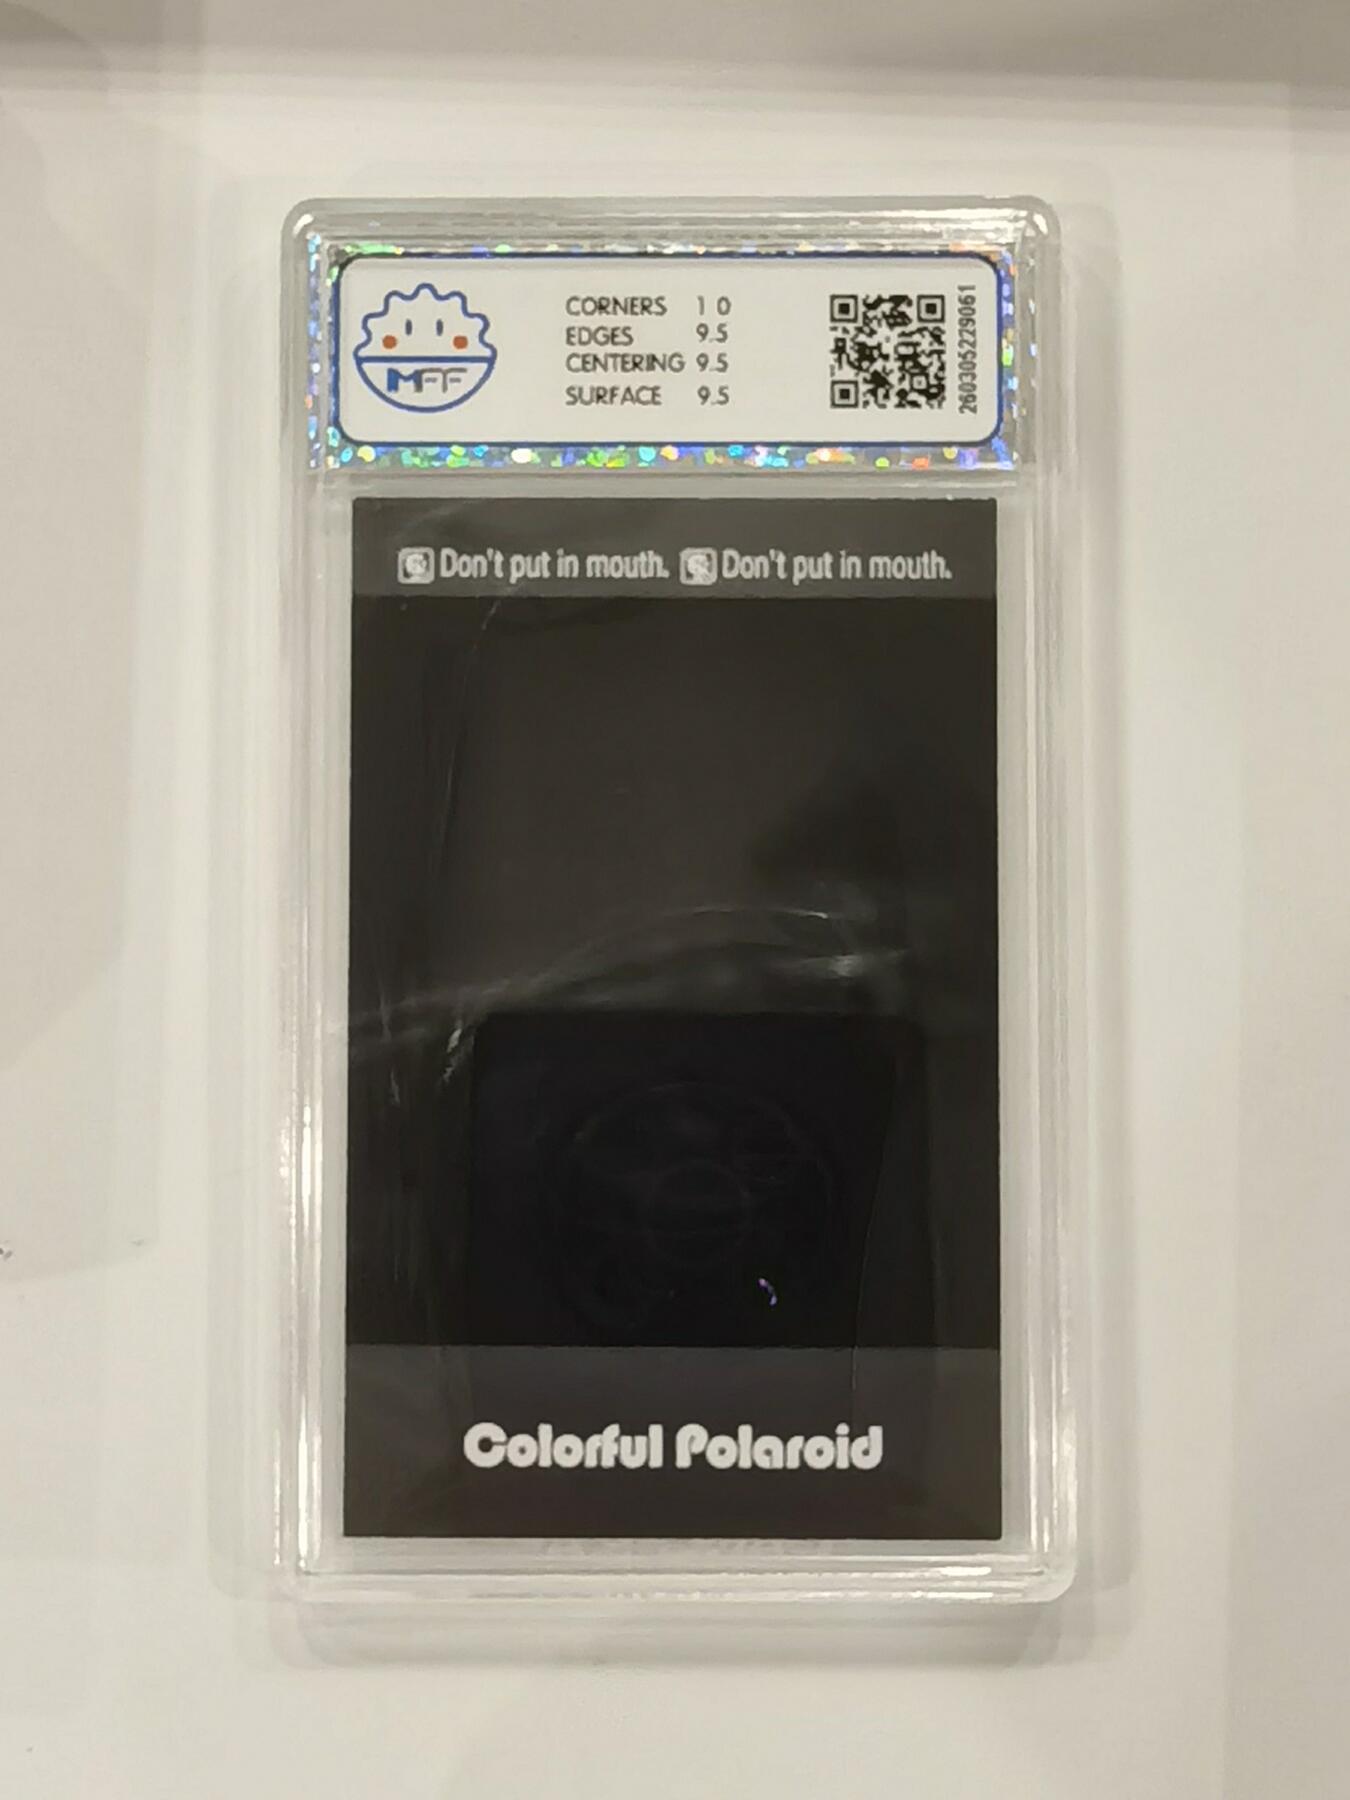 MFF
CORNERS 10
EDGES 9.5
CENTERING 9.5
SURFACE 9.5
260305229061
Don't put in mouth. Don't put in mouth.
Colorful Polaroid